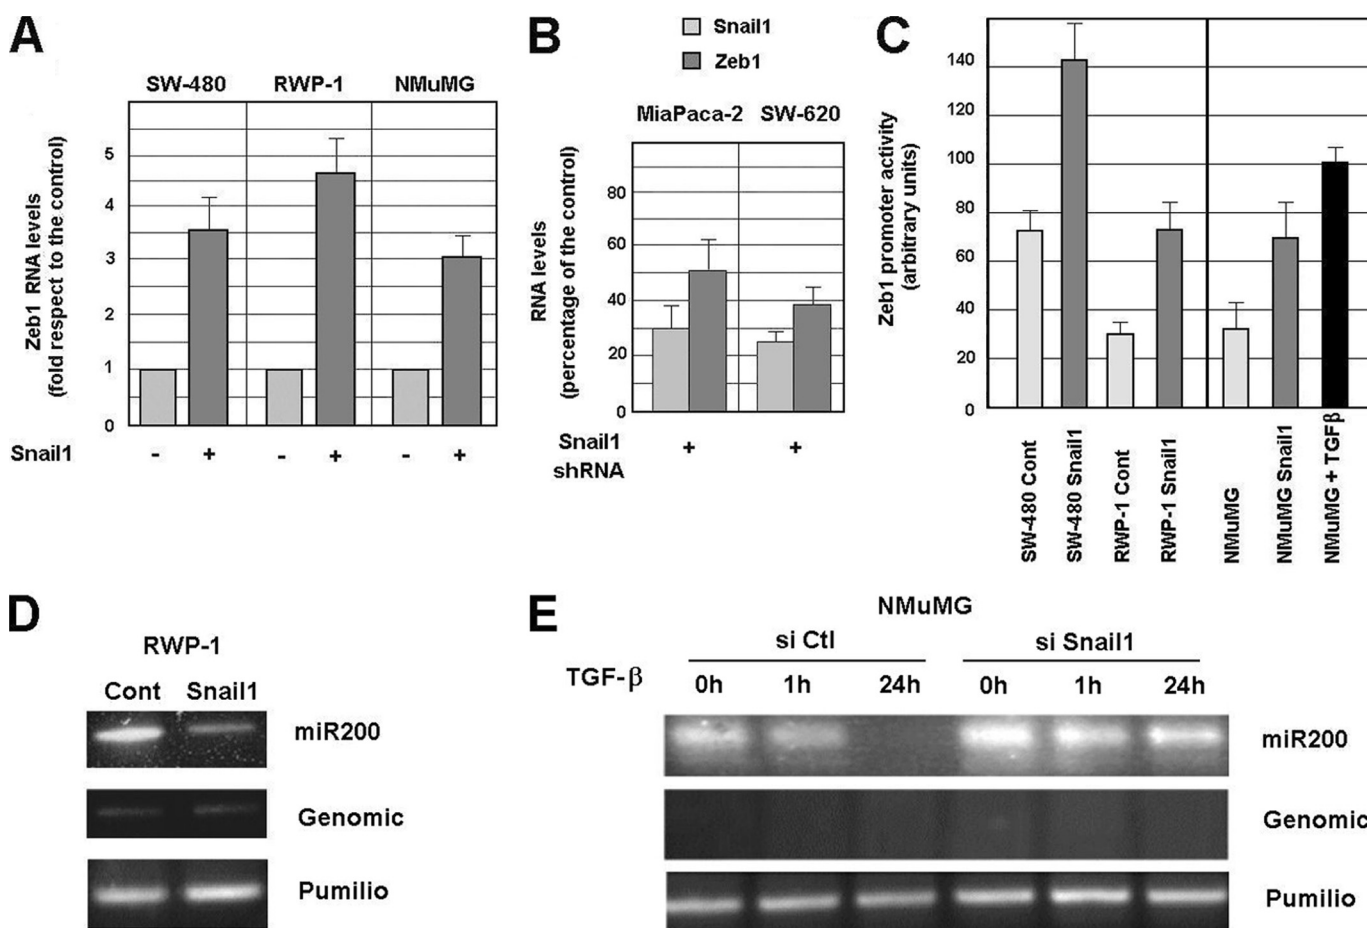 A
SW-480 RWP-1 NMuMG
Zeb1 RNA levels
(fold respect to the control)
5
4
3
2
1
0
Snail1 - + - + - +
B
Snail1
Zeb1
MiaPaca-2 SW-620
RNA levels
(percentage of the control)
80
60
40
20
0
Snail1 + +
shRNA
C
Zeb1 promoter activity
(arbitrary units)
140
120
100
80
60
40
20
0
SW-480 Cont
SW-480 Snail1
RWP-1 Cont
RWP-1 Snail1
NMuMG
NMuMG Snail1
NMuMG + TGFβ
D
RWP-1
Cont Snail1
miR200
Genomic
Pumilio
E
NMuMG
si Ctl si Snail1
TGF-β 0h 1h 24h 0h 1h 24h
miR200
Genomic
Pumilio